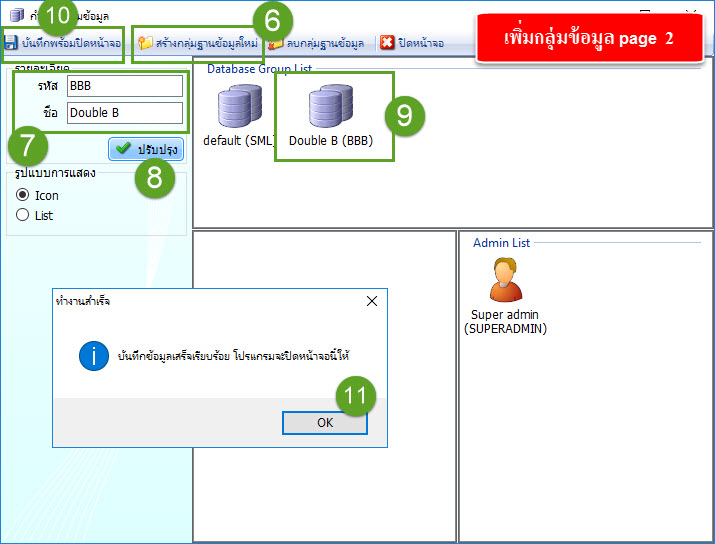 ข้อมูล
10
6
บันทึกพร้อมปิดหน้าจอ
สร้างกลุ่มฐานข้อมูลใหม่
ลบกลุ่มฐานข้อมูล
ปิดหน้าจอ
เพิ่มกลุ่มข้อมูล page 2
รายละเอียด
รหัส BBB
ชื่อ Double B
7
ปรับปรุง
8
รูปแบบการแสดง
Icon
List
Database Group List
default (SML)
Double B (BBB)
9
Admin List
Super admin
(SUPERADMIN)
ทำงานสำเร็จ
บันทึกข้อมูลเสร็จเรียบร้อย โปรแกรมจะปิดหน้าจอนี้ให้
11
OK